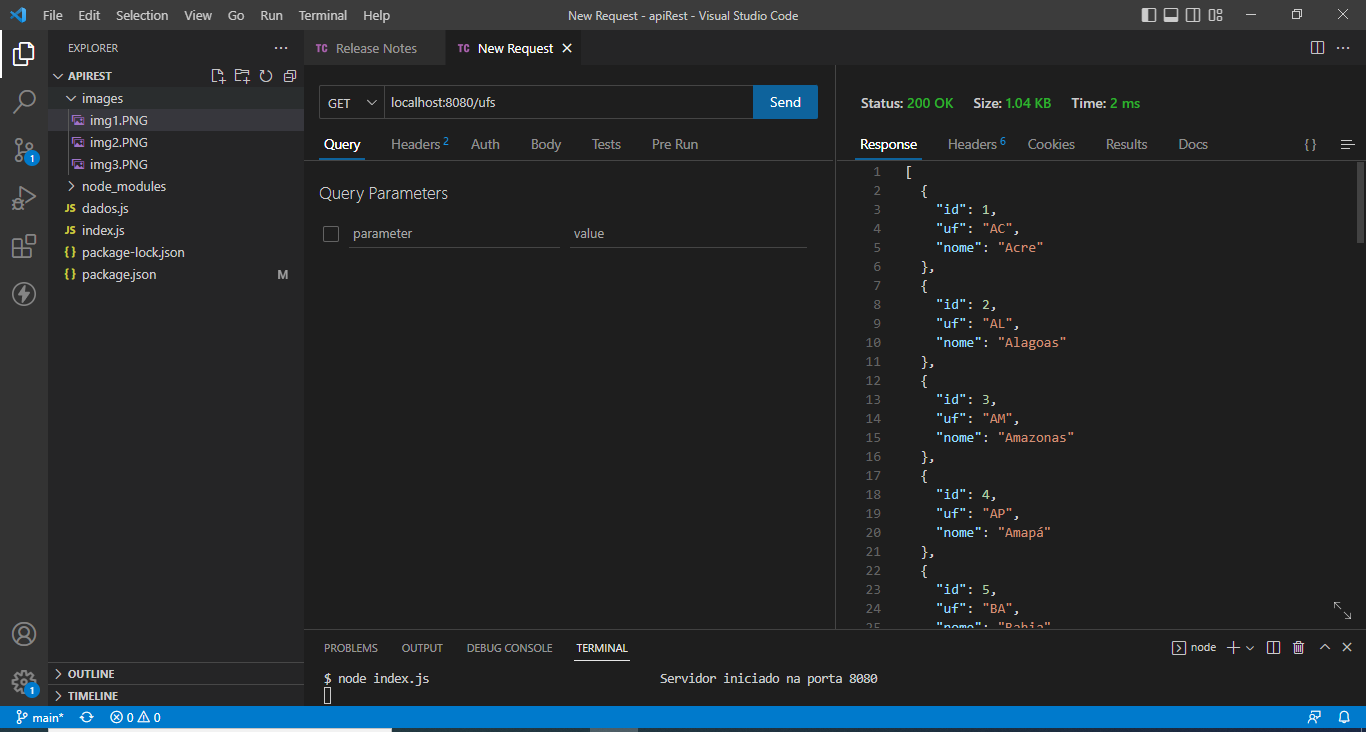 File Edit Selection View Go Run Terminal Help
New Request - apiRest - Visual Studio Code
EXPLORER
APIREST
images
img1.PNG
img2.PNG
img3.PNG
node_modules
JS dados.js
JS index.js
{} package-lock.json
{} package.json M
OUTLINE
TIMELINE
1
1
TC Release Notes
TC New Request
GET localhost:8080/ufs Send
Query Headers 2 Auth Body Tests Pre Run
Query Parameters
parameter value
Status: 200 OK Size: 1.04 KB Time: 2 ms
Response Headers 6 Cookies Results Docs {}
1 [
2 {
3 "id": 1,
4 "uf": "AC",
5 "nome": "Acre"
6 },
7 {
8 "id": 2,
9 "uf": "AL",
10 "nome": "Alagoas"
11 },
12 {
13 "id": 3,
14 "uf": "AM",
15 "nome": "Amazonas"
16 },
17 {
18 "id": 4,
19 "uf": "AP",
20 "nome": "Amapá"
21 },
22 {
23 "id": 5,
24 "uf": "BA",
25 "nome": "Bahia"
PROBLEMS OUTPUT DEBUG CONSOLE TERMINAL
node
$ node index.js Servidor iniciado na porta 8080
main* 0 0